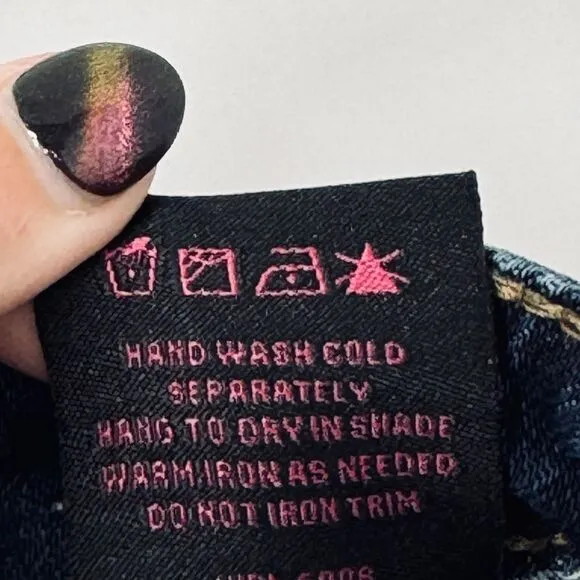 HAND WASH COLD
SEPARATELY
HANG TO DRY IN SHADE
WARM IRON AS NEEDED
DO NOT IRON TRIM